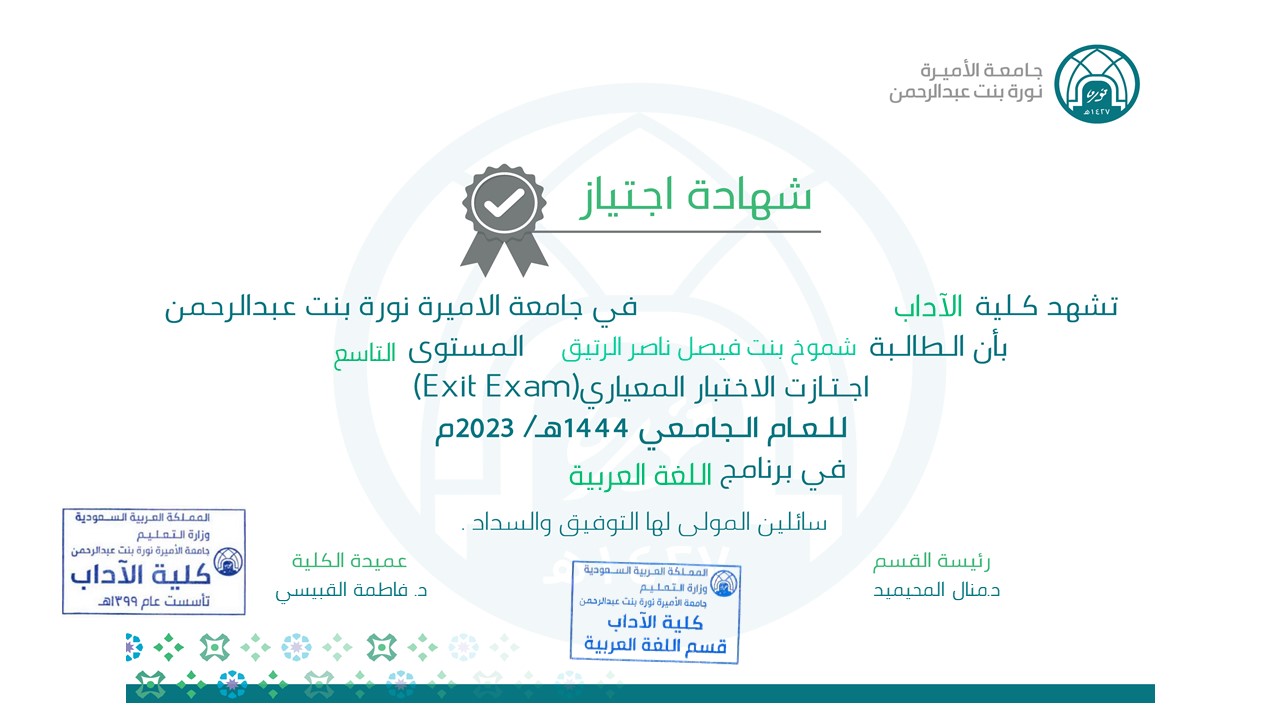 جامعة الأميرة
نورة بنت عبدالرحمن
نورة
١٤٢٧هـ
شهادة اجتياز
تشهد كلية الآداب في جامعة الاميرة نورة بنت عبدالرحمن
بأن الطالبة شموخ بنت فيصل ناصر الرتيق المستوى التاسع
اجتازت الاختبار المعياري(Exit Exam)
للعام الجامعي 1444هـ/ 2023م
في برنامج اللغة العربية
سائلين المولى لها التوفيق والسداد .
رئيسة القسم
د.منال المحيميد
المملكة العربية السعودية
وزارة التعليم
جامعة الأميرة نورة بنت عبدالرحمن
كلية الآداب
قسم اللغة العربية
عميدة الكلية
د. فاطمة القبيسي
المملكة العربية السعودية
وزارة التعليم
جامعة الأميرة نورة بنت عبدالرحمن
كلية الآداب
تأسست عام ١٣٩٩هـ